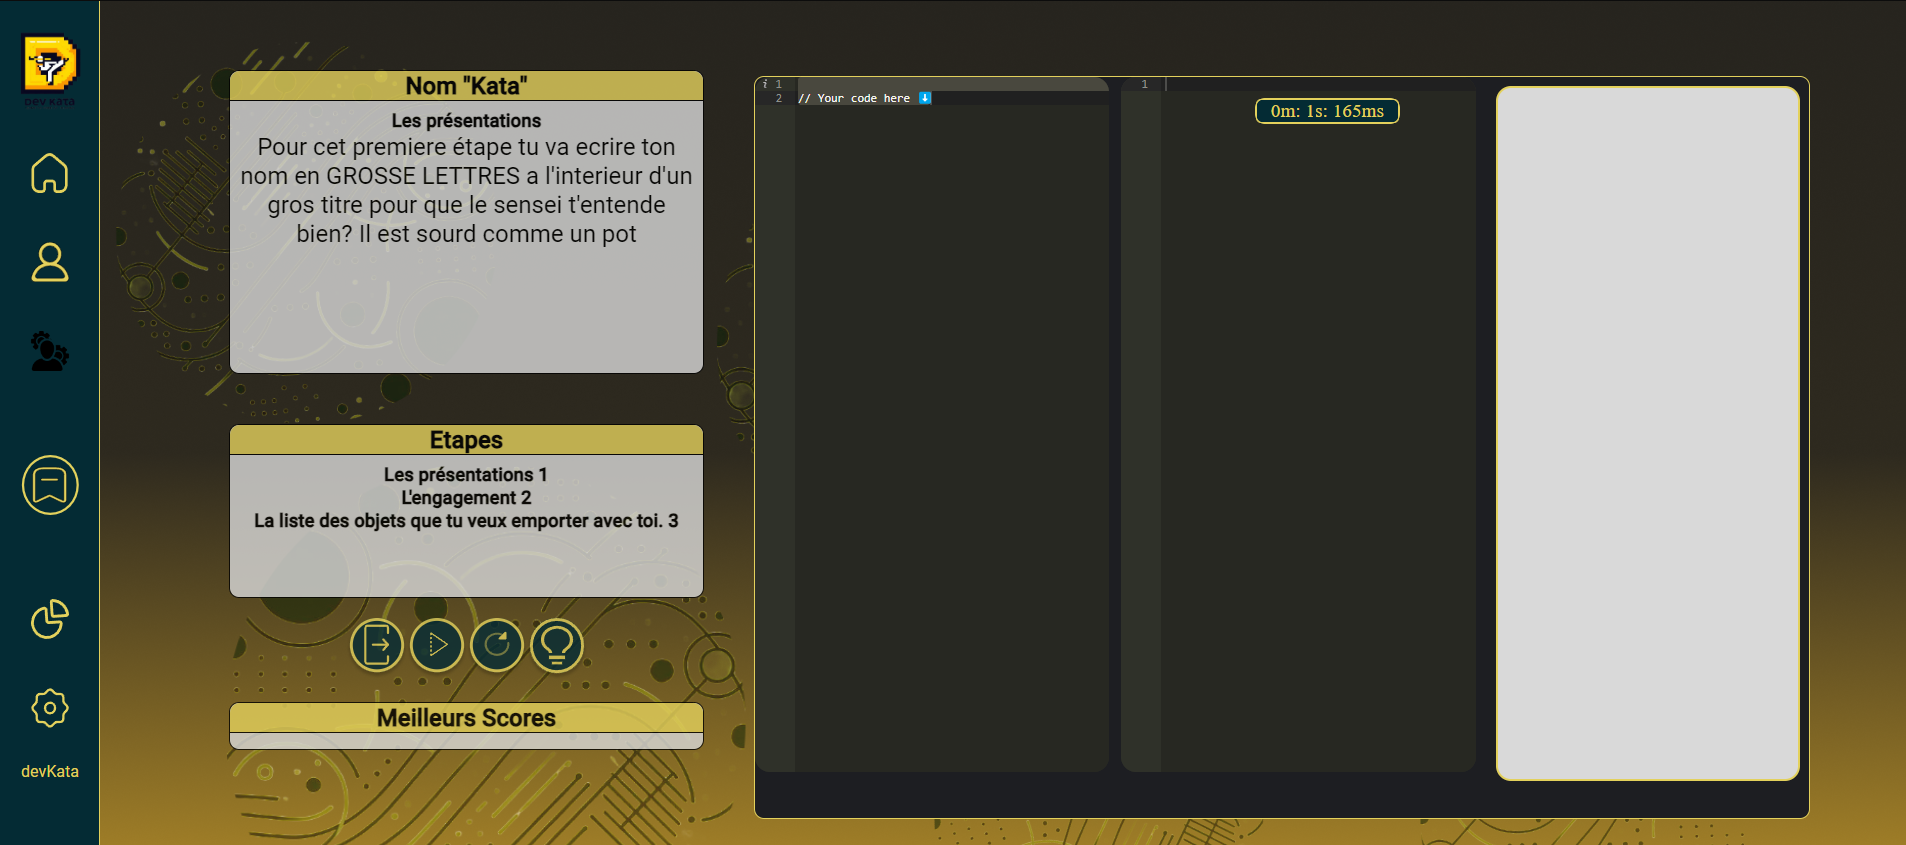 DEV KATA
Nom "Kata"
Les présentations
Pour cet premiere étape tu va ecrire ton
nom en GROSSE LETTRES a l'interieur d'un
gros titre pour que le sensei t'entende
bien? Il est sourd comme un pot
Etapes
Les présentations 1
L'engagement 2
La liste des objets que tu veux emporter avec toi. 3
Meilleurs Scores
devKata
i 1
2 // Your code here ⬇️
1
0m: 1s: 165ms